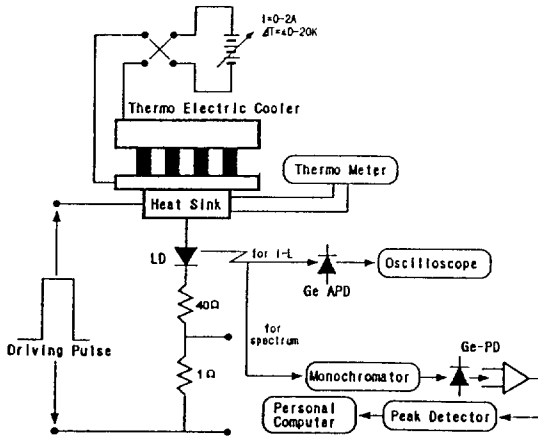 I=0-2A
ΔT=40-20K
Thermo Electric Cooler
Thermo Meter
Heat Sink
LD
for I-L
Oscilloscope
Ge APD
40Ω
for
spectrum
Driving Pulse
1Ω
Ge-PD
Monochromator
Personal
Computer
Peak Detector